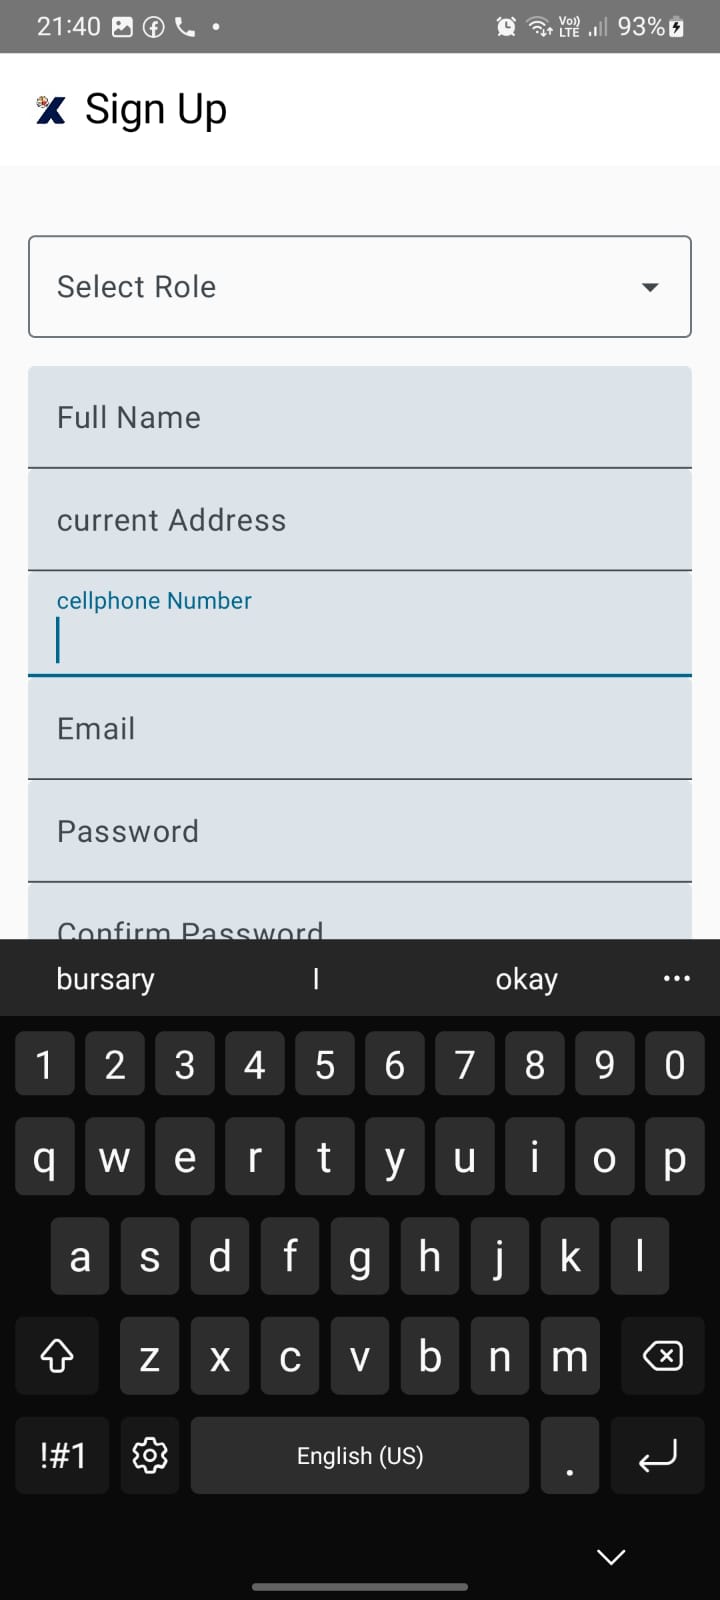 21:40 Vo)) LTE 93%
Sign Up
Select Role
Full Name
current Address
cellphone Number
Email
Password
Confirm Password
bursary I okay
1 2 3 4 5 6 7 8 9 0
q w e r t y u i o p
a s d f g h j k l
z x c v b n m
!#1 English (US) .